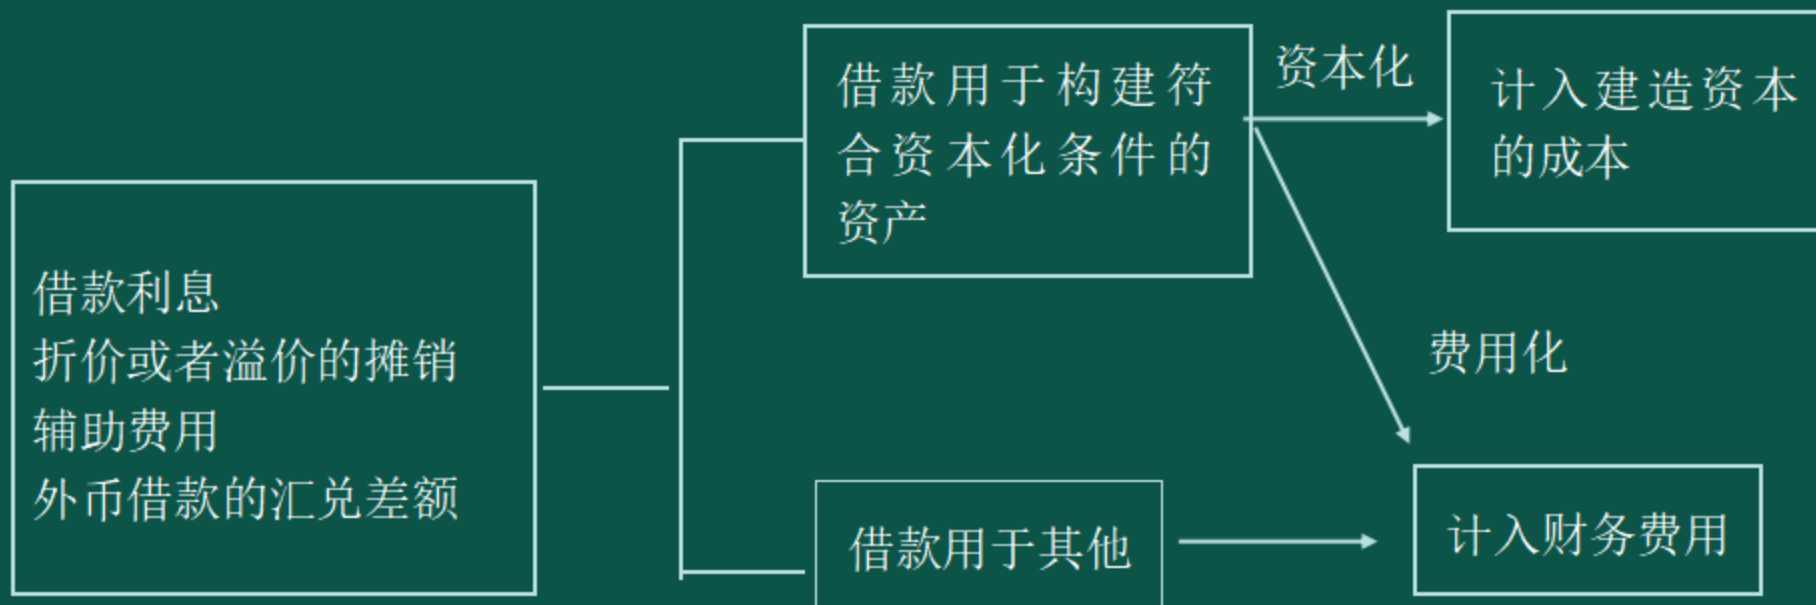 借款利息
折价或者溢价的摊销
辅助费用
外币借款的汇兑差额
借款用于构建符
合资本化条件的
资产
资本化
计入建造资本
的成本
费用化
借款用于其他
计入财务费用